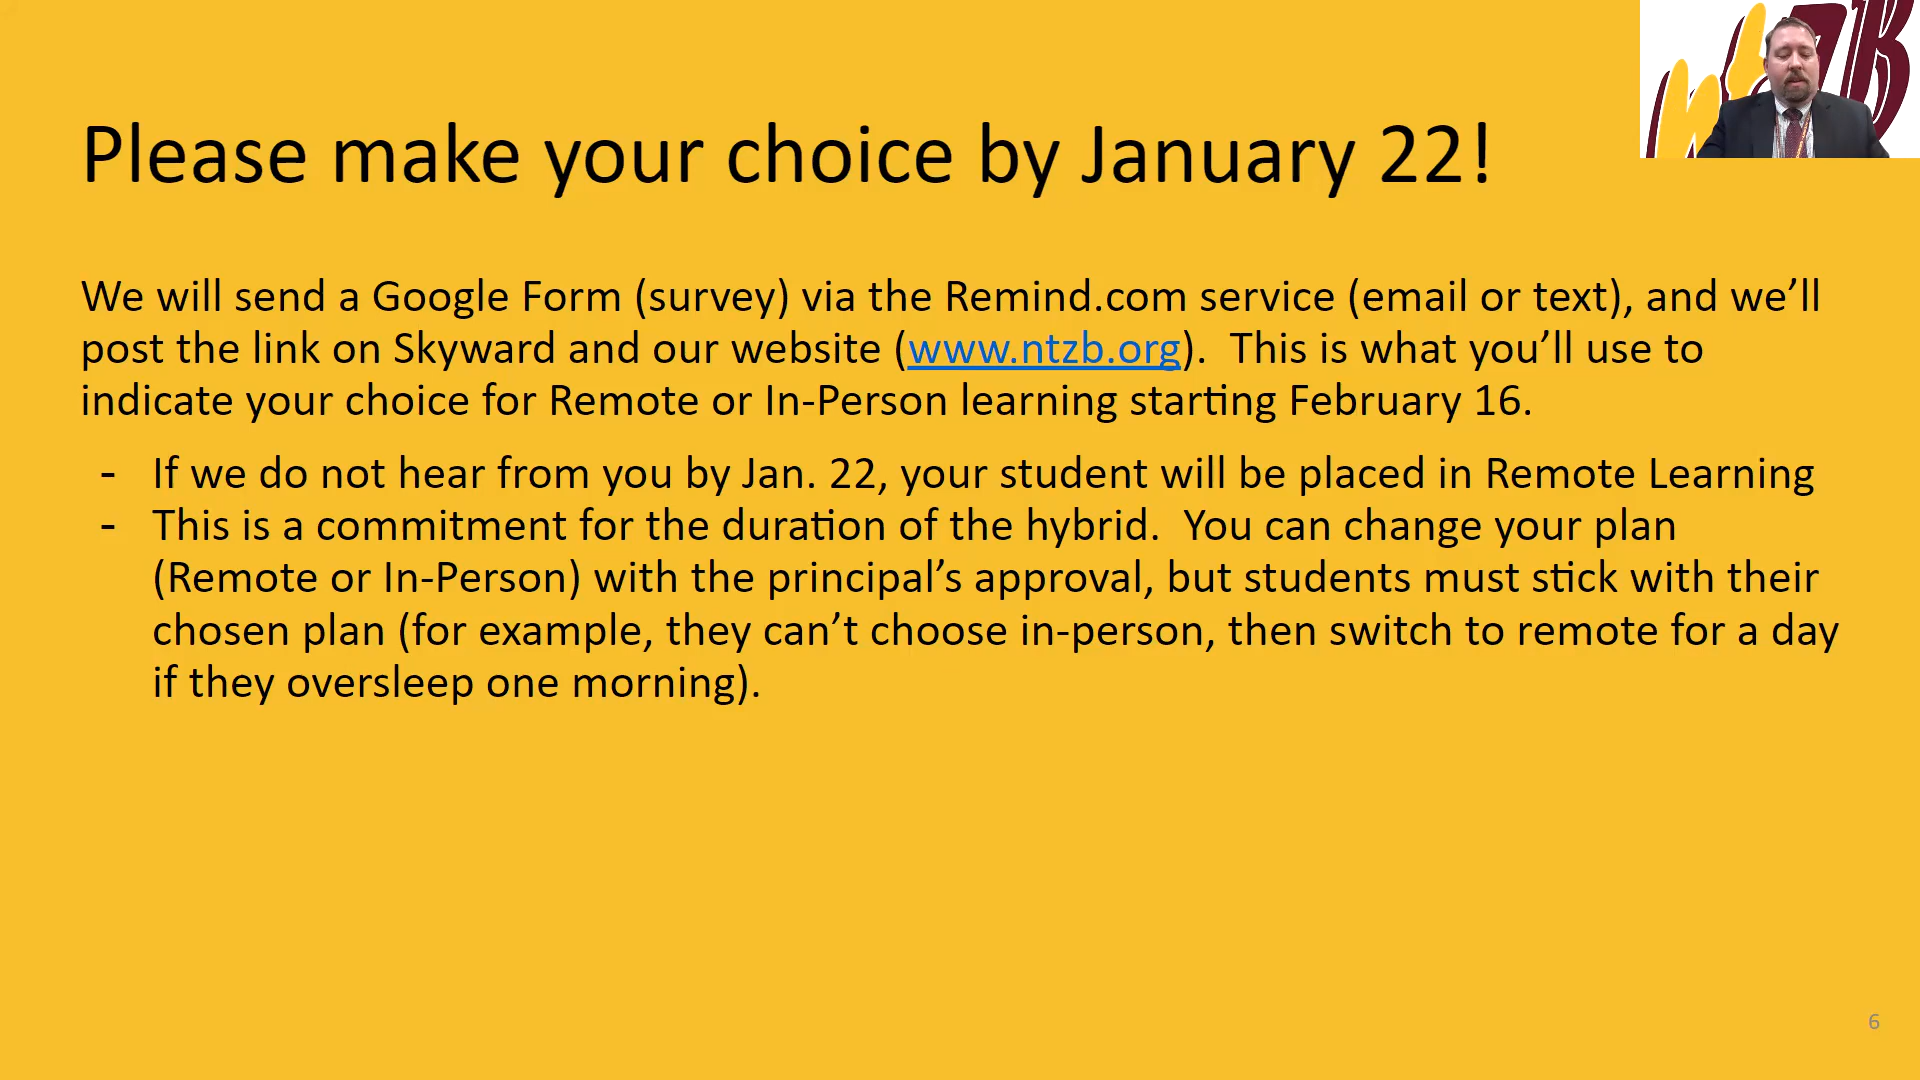 Please make your choice by January 22!
We will send a Google Form (survey) via the Remind.com service (email or text), and we’ll
post the link on Skyward and our website (www.ntzb.org).  This is what you’ll use to
indicate your choice for Remote or In-Person learning starting February 16.
- If we do not hear from you by Jan. 22, your student will be placed in Remote Learning
- This is a commitment for the duration of the hybrid.  You can change your plan
(Remote or In-Person) with the principal’s approval, but students must stick with their
chosen plan (for example, they can’t choose in-person, then switch to remote for a day
if they oversleep one morning).
6